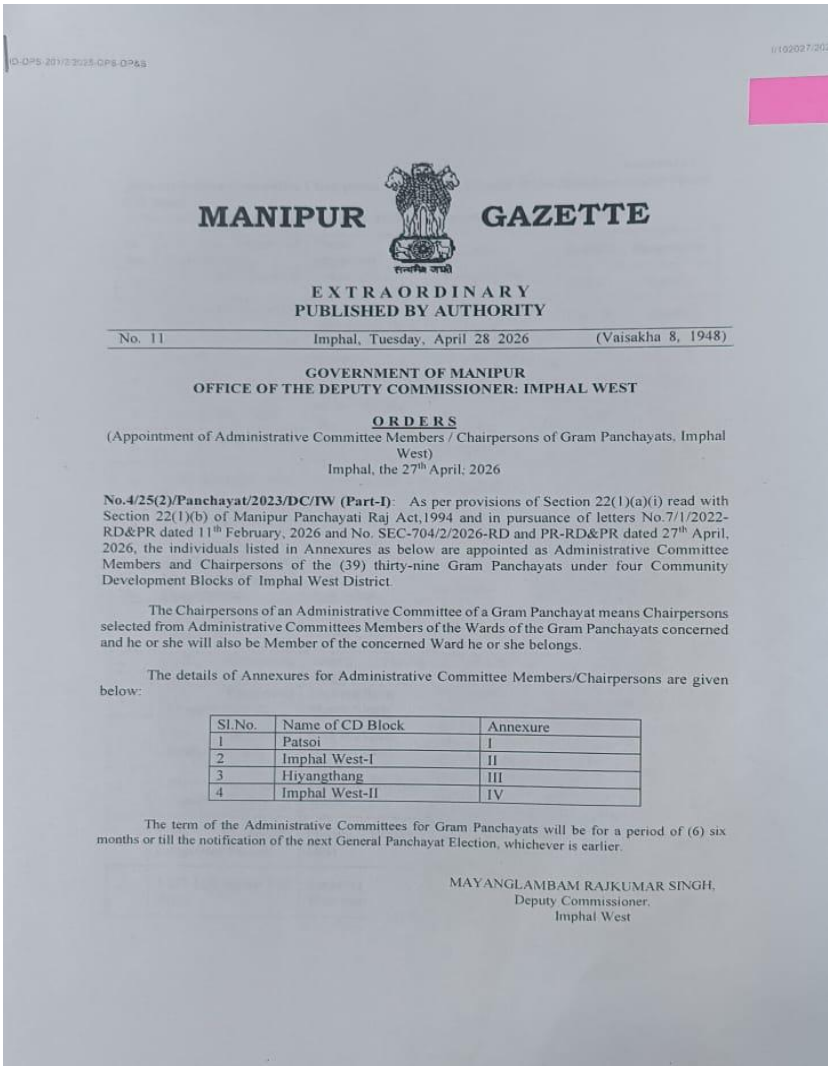 ID-DPS-201/2/2025-DPS-DP&S
I/102027/202
MANIPUR GAZETTE
सत्यमेव जयते
EXTRAORDINARY
PUBLISHED BY AUTHORITY
No. 11 Imphal, Tuesday, April 28 2026 (Vaisakha 8, 1948)
GOVERNMENT OF MANIPUR
OFFICE OF THE DEPUTY COMMISSIONER: IMPHAL WEST
ORDERS
(Appointment of Administrative Committee Members / Chairpersons of Gram Panchayats, Imphal
West)
Imphal, the 27th April, 2026
No.4/25(2)/Panchayat/2023/DC/IW (Part-I): As per provisions of Section 22(1)(a)(i) read with
Section 22(1)(b) of Manipur Panchayati Raj Act,1994 and in pursuance of letters No.7/1/2022-
RD&PR dated 11th February, 2026 and No. SEC-704/2/2026-RD and PR-RD&PR dated 27th April,
2026, the individuals listed in Annexures as below are appointed as Administrative Committee
Members and Chairpersons of the (39) thirty-nine Gram Panchayats under four Community
Development Blocks of Imphal West District.
The Chairpersons of an Administrative Committee of a Gram Panchayat means Chairpersons
selected from Administrative Committees Members of the Wards of the Gram Panchayats concerned
and he or she will also be Member of the concerned Ward he or she belongs.
The details of Annexures for Administrative Committee Members/Chairpersons are given
below:
Sl.No. Name of CD Block Annexure
1 Patsoi I
2 Imphal West-I II
3 Hiyangthang III
4 Imphal West-II IV
The term of the Administrative Committees for Gram Panchayats will be for a period of (6) six
months or till the notification of the next General Panchayat Election, whichever is earlier.
MAYANGLAMBAM RAJKUMAR SINGH,
Deputy Commissioner,
Imphal West